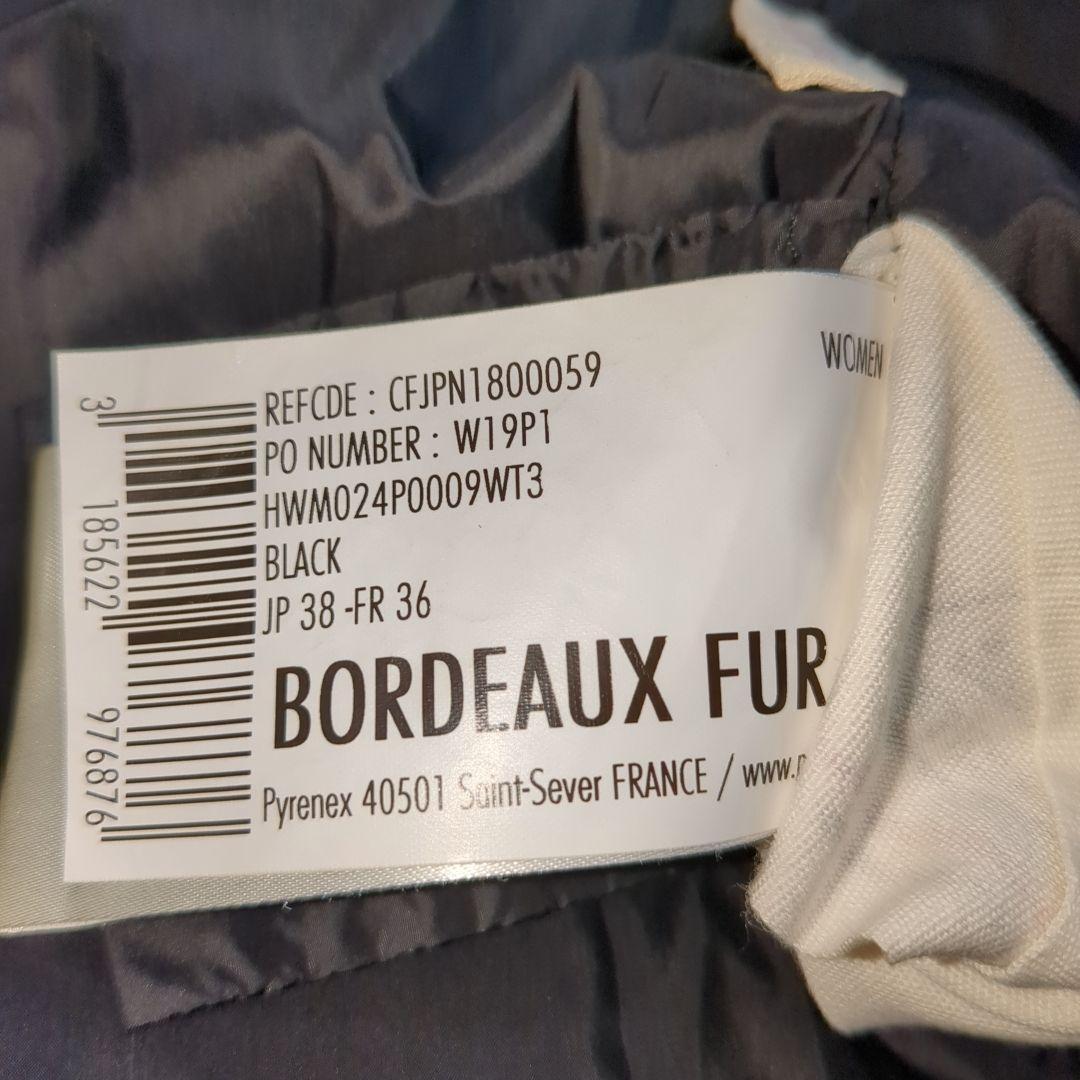 WOMEN
REFCDE : CFJPN1800059
PO NUMBER : W19P1
HWM024P0009WT3
BLACK
JP 38 -FR 36
BORDEAUX FUR
Pyrenex 40501 Saint-Sever FRANCE / www.
3 185622 976876